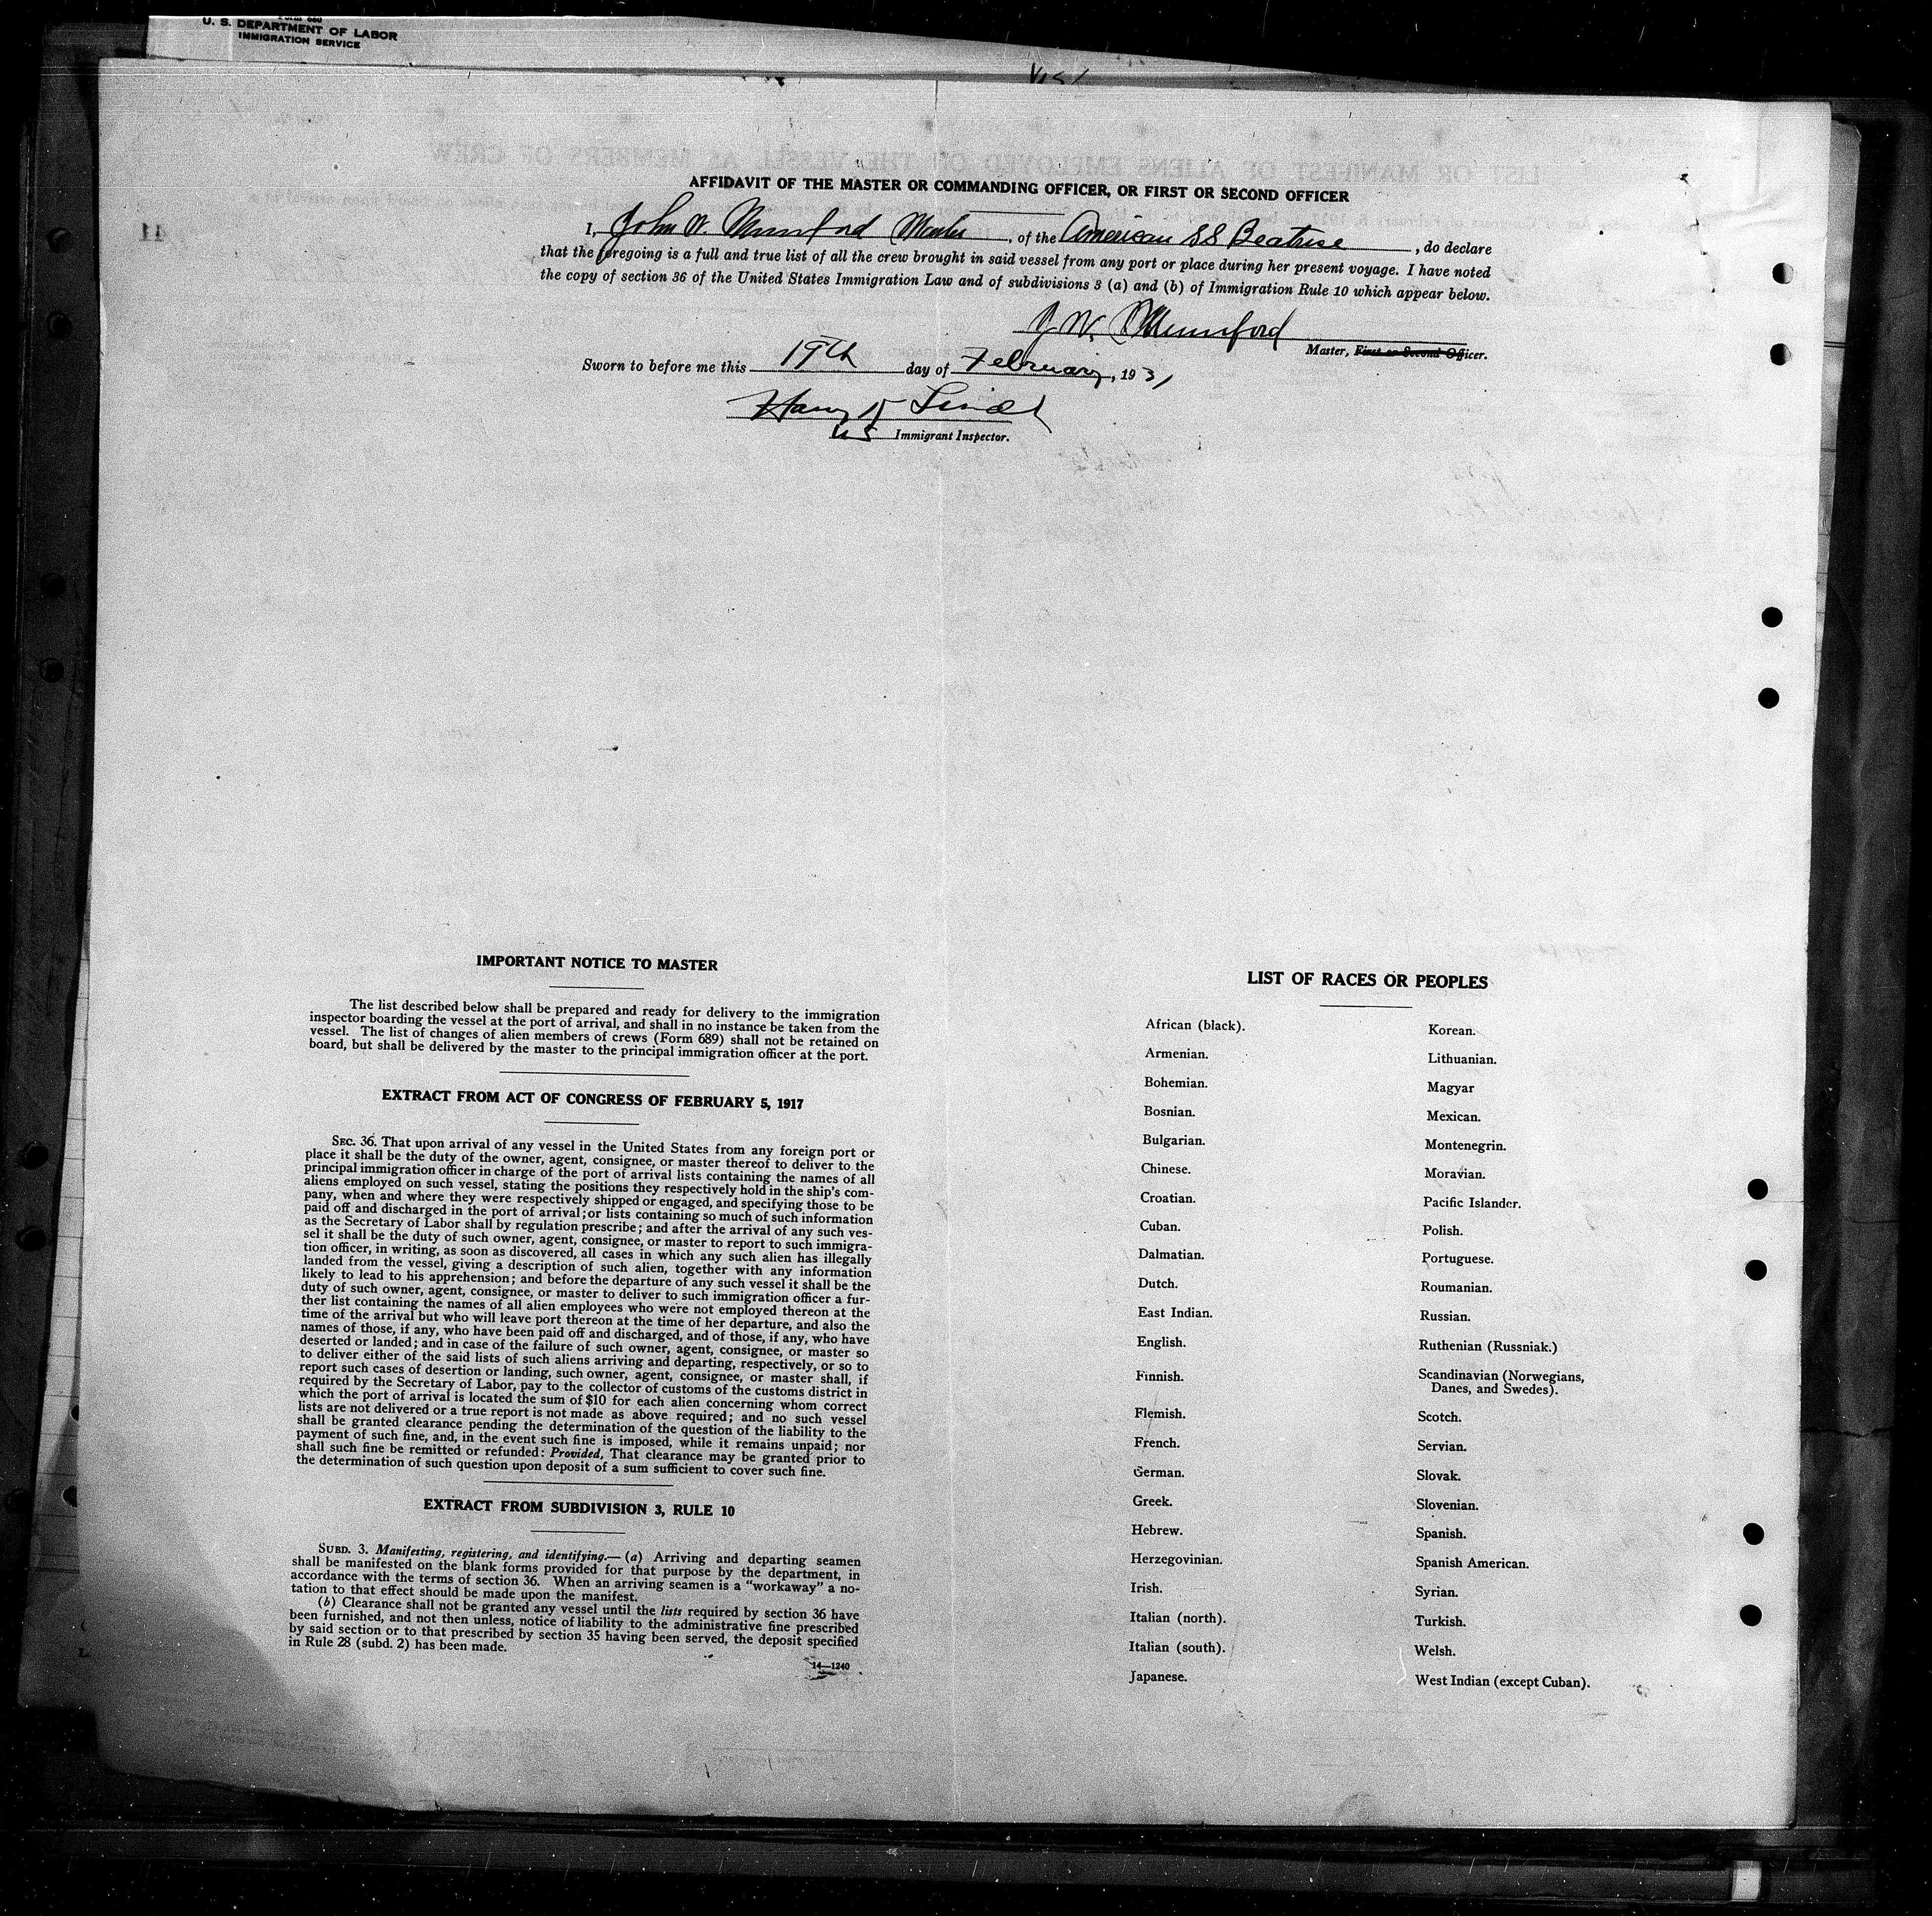 Form 680
U. S. DEPARTMENT OF LABOR
IMMIGRATION SERVICE
LIST OR MANIFEST OF ALIENS EMPLOYED ON THE VESSEL AS MEMBERS OF CREW
41
AFFIDAVIT OF THE MASTER OR COMMANDING OFFICER, OR FIRST OR SECOND OFFICER
I, John W. Mumford Master, of the American SS Beatrice, do declare
that the foregoing is a full and true list of all the crew brought in said vessel from any port or place during her present voyage. I have noted
the copy of section 36 of the United States Immigration Law and of subdivisions 3 (a) and (b) of Immigration Rule 10 which appear below.
J W. Mumford
Master, First or Second Officer.
Sworn to before me this 19th day of February, 1931
Harry
US Immigrant Inspector.
IMPORTANT NOTICE TO MASTER
The list described below shall be prepared and ready for delivery to the immigration
inspector boarding the vessel at the port of arrival, and shall in no instance be taken from the
vessel. The list of changes of alien members of crews (Form 689) shall not be retained on
board, but shall be delivered by the master to the principal immigration officer at the port.
EXTRACT FROM ACT OF CONGRESS OF FEBRUARY 5, 1917
SEC. 36. That upon arrival of any vessel in the United States from any foreign port or
place it shall be the duty of the owner, agent, consignee, or master thereof to deliver to the
principal immigration officer in charge of the port of arrival lists containing the names of all
aliens employed on such vessel, stating the positions they respectively hold in the ship's com-
pany, when and where they were respectively shipped or engaged, and specifying those to be
paid off and discharged in the port of arrival; or lists containing so much of such information
as the Secretary of Labor shall by regulation prescribe; and after the arrival of any such ves-
sel it shall be the duty of such owner, agent, consignee, or master to report to such immigra-
tion officer, in writing, as soon as discovered, all cases in which any such alien has illegally
landed from the vessel, giving a description of such alien, together with any information
likely to lead to his apprehension; and before the departure of any such vessel it shall be the
duty of such owner, agent, consignee, or master to deliver to such immigration officer a fur-
ther list containing the names of all alien employees who were not employed thereon at the
time of the arrival but who will leave port thereon at the time of her departure, and also the
names of those, if any, who have been paid off and discharged, and of those, if any, who have
deserted or landed; and in case of the failure of such owner, agent, consignee, or master so
to deliver either of the said lists of such aliens arriving and departing, respectively, or so to
report such cases of desertion or landing, such owner, agent, consignee, or master shall, if
required by the Secretary of Labor, pay to the collector of customs of the customs district in
which the port of arrival is located the sum of $10 for each alien concerning whom correct
lists are not delivered or a true report is not made as above required; and no such vessel
shall be granted clearance pending the determination of the question of the liability to the
payment of such fine, and, in the event such fine is imposed, while it remains unpaid; nor
shall such fine be remitted or refunded: Provided, That clearance may be granted prior to
the determination of such question upon deposit of a sum sufficient to cover such fine.
EXTRACT FROM SUBDIVISION 3, RULE 10
SUBD. 3. Manifesting, registering, and identifying.—(a) Arriving and departing seamen
shall be manifested on the blank forms provided for that purpose by the department, in
accordance with the terms of section 36. When an arriving seamen is a "workaway" a no-
tation to that effect should be made upon the manifest.
(b) Clearance shall not be granted any vessel until the lists required by section 36 have
been furnished, and not then unless, notice of liability to the administrative fine prescribed
by said section or to that prescribed by section 35 having been served, the deposit specified
in Rule 28 (subd. 2) has been made.
14—1240
LIST OF RACES OR PEOPLES
African (black).
Armenian.
Bohemian.
Bosnian.
Bulgarian.
Chinese.
Croatian.
Cuban.
Dalmatian.
Dutch.
East Indian.
English.
Finnish.
Flemish.
French.
German.
Greek.
Hebrew.
Herzegovinian.
Irish.
Italian (north).
Italian (south).
Japanese.
Korean.
Lithuanian.
Magyar
Mexican.
Montenegrin.
Moravian.
Pacific Islander.
Polish.
Portuguese.
Roumanian.
Russian.
Ruthenian (Russniak.)
Scandinavian (Norwegians,
Danes, and Swedes).
Scotch.
Servian.
Slovak.
Slovenian.
Spanish.
Spanish American.
Syrian.
Turkish.
Welsh.
West Indian (except Cuban).